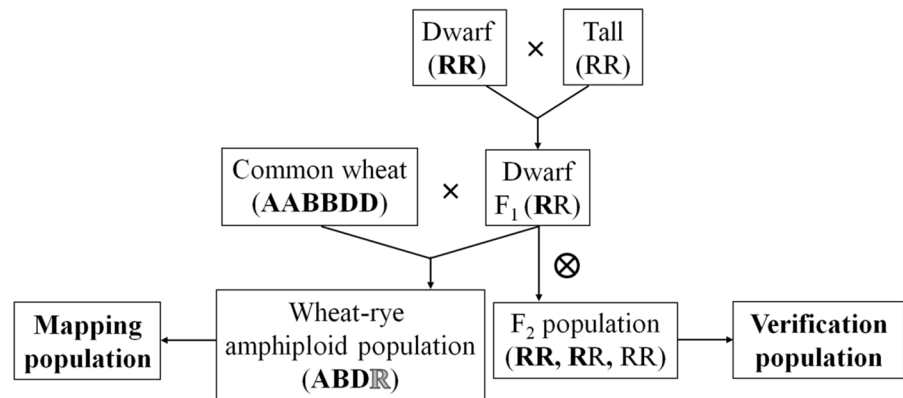 Dwarf
(RR)
×
Tall
(RR)
Common wheat
(AABBDD)
×
Dwarf
F₁ (RR)
⊗
Mapping
population
Wheat-rye
amphiploid population
(ABDℝ)
F₂ population
(RR, RR, RR)
Verification
population